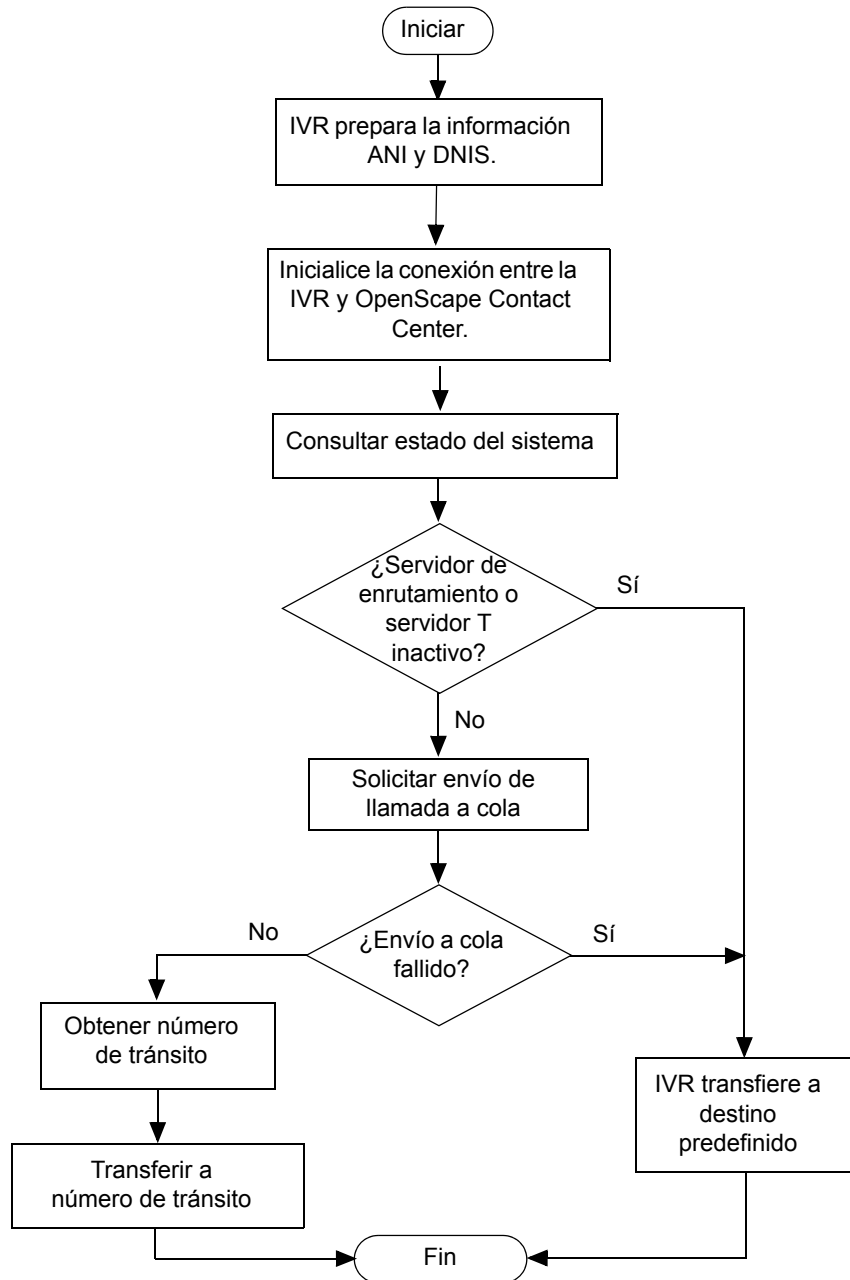 Iniciar
IVR prepara la información
ANI y DNIS.
Inicialice la conexión entre la
IVR y OpenScape Contact
Center.
Consultar estado del sistema
¿Servidor de
enrutamiento o
servidor T
inactivo?
Sí
No
Solicitar envío de
llamada a cola
No
¿Envío a cola
fallido?
Sí
Obtener número
de tránsito
IVR transfiere a
destino
predefinido
Transferir a
número de tránsito
Fin